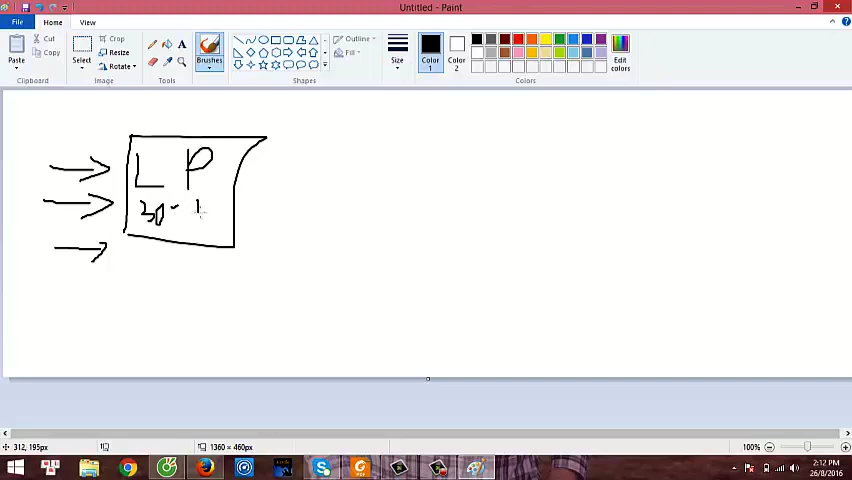 Untitled - Paint
File
Home
View
Paste
Cut
Copy
Clipboard
Select
Crop
Resize
Rotate
Image
A
Tools
Brushes
Outline
Fill
Shapes
Size
Color 1
Color 2
Edit colors
Colors
L P
30-
312, 195px
1360 × 460px
100%
2:12 PM
26/8/2016